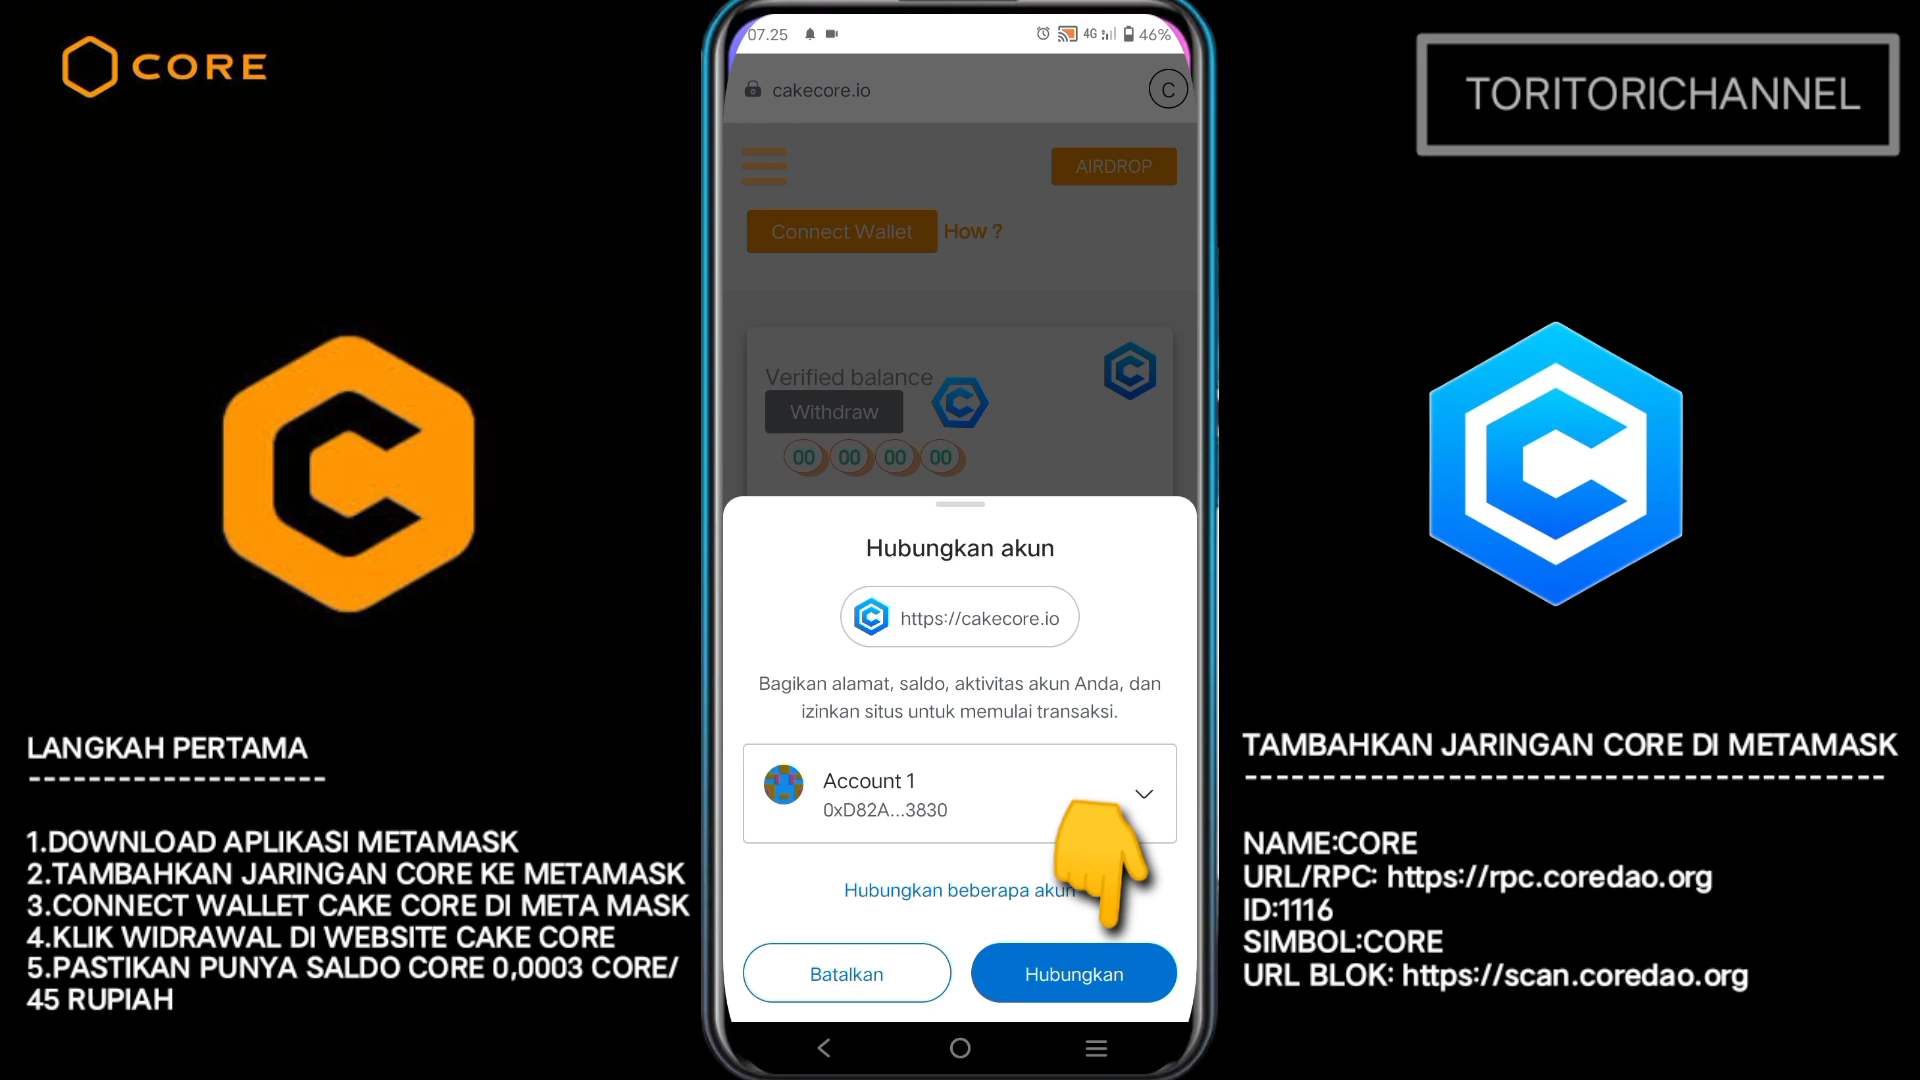 CORE
TORITORICHANNEL
07.25
4G
46%
cakecore.io
C
AIRDROP
Connect Wallet
How ?
Verified balance
Withdraw
00 00 00 00
Hubungkan akun
https://cakecore.io
Bagikan alamat, saldo, aktivitas akun Anda, dan
izinkan situs untuk memulai transaksi.
Account 1
0xD82A...3830
Hubungkan beberapa akun
Batalkan
Hubungkan
LANGKAH PERTAMA
--------------------
1.DOWNLOAD APLIKASI METAMASK
2.TAMBAHKAN JARINGAN CORE KE METAMASK
3.CONNECT WALLET CAKE CORE DI META MASK
4.KLIK WIDRAWAL DI WEBSITE CAKE CORE
5.PASTIKAN PUNYA SALDO CORE 0,0003 CORE/
45 RUPIAH
TAMBAHKAN JARINGAN CORE DI METAMASK
---------------------------------------
NAME:CORE
URL/RPC: https://rpc.coredao.org
ID:1116
SIMBOL:CORE
URL BLOK: https://scan.coredao.org